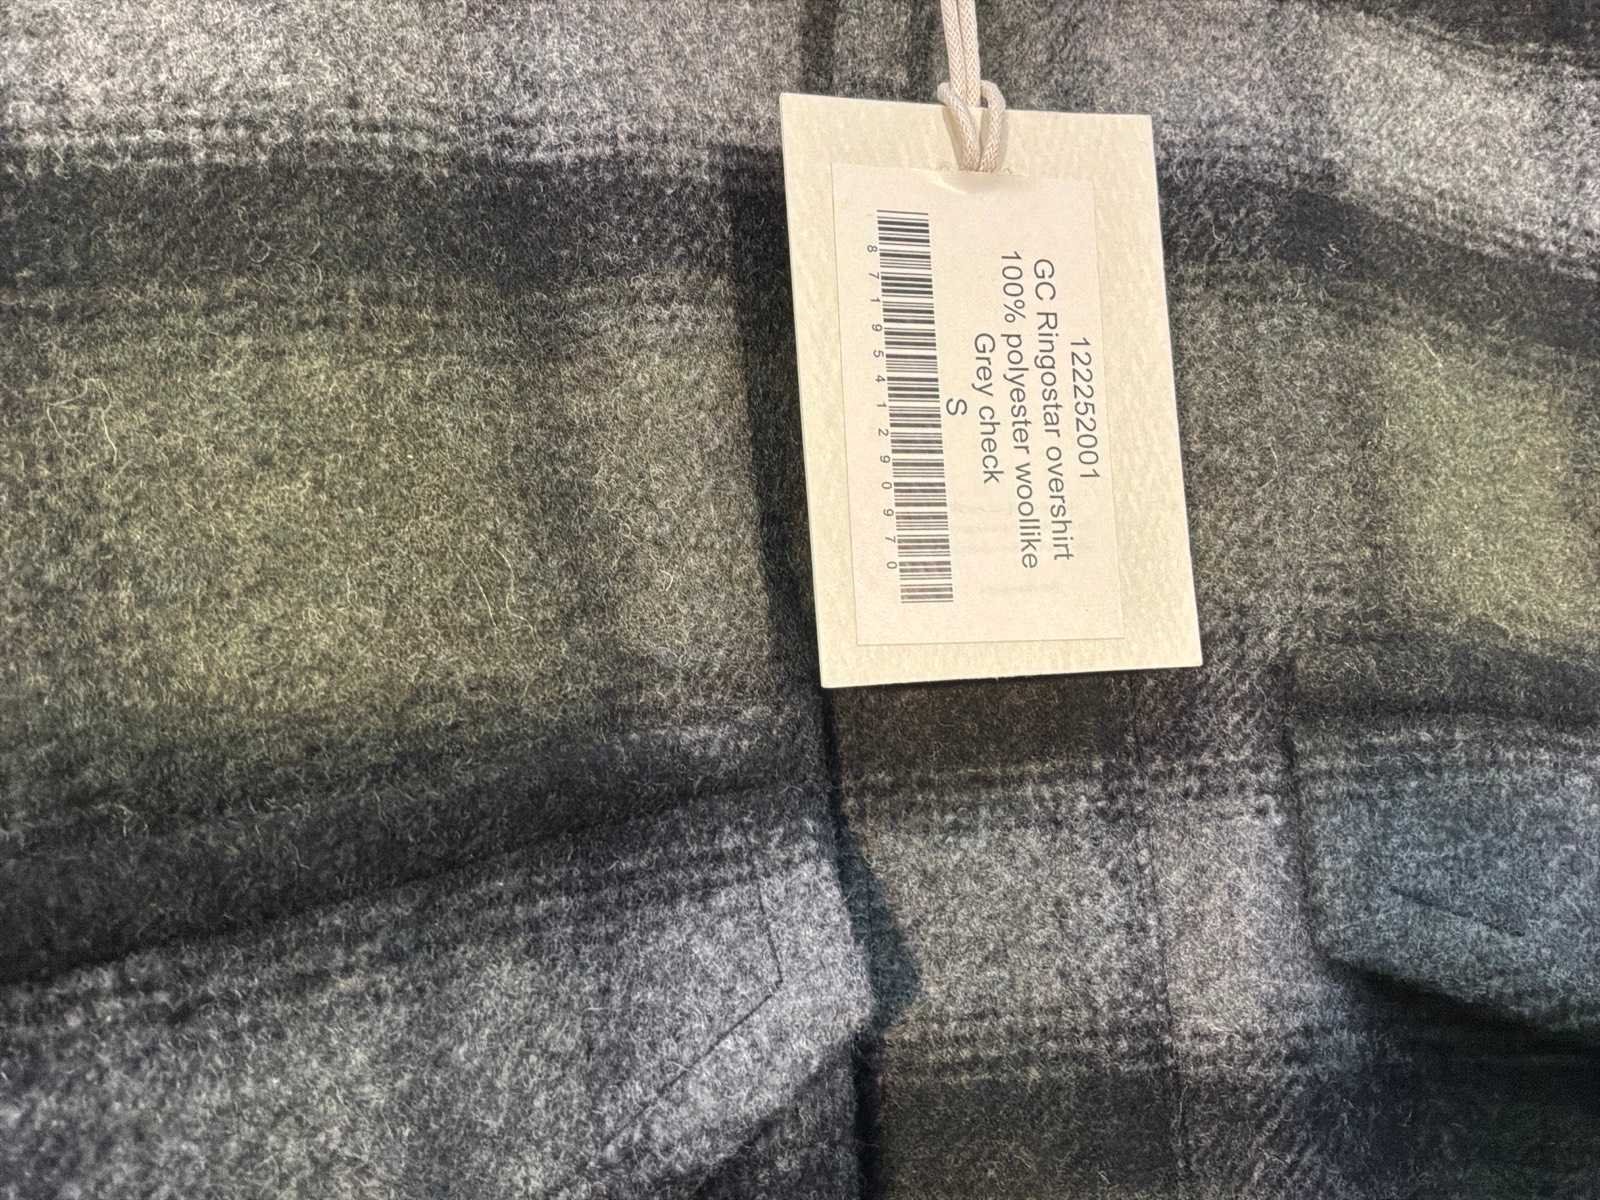 122252001
GC Ringostar overshirt
100% polyester woollike
Grey check
S
8719541290970